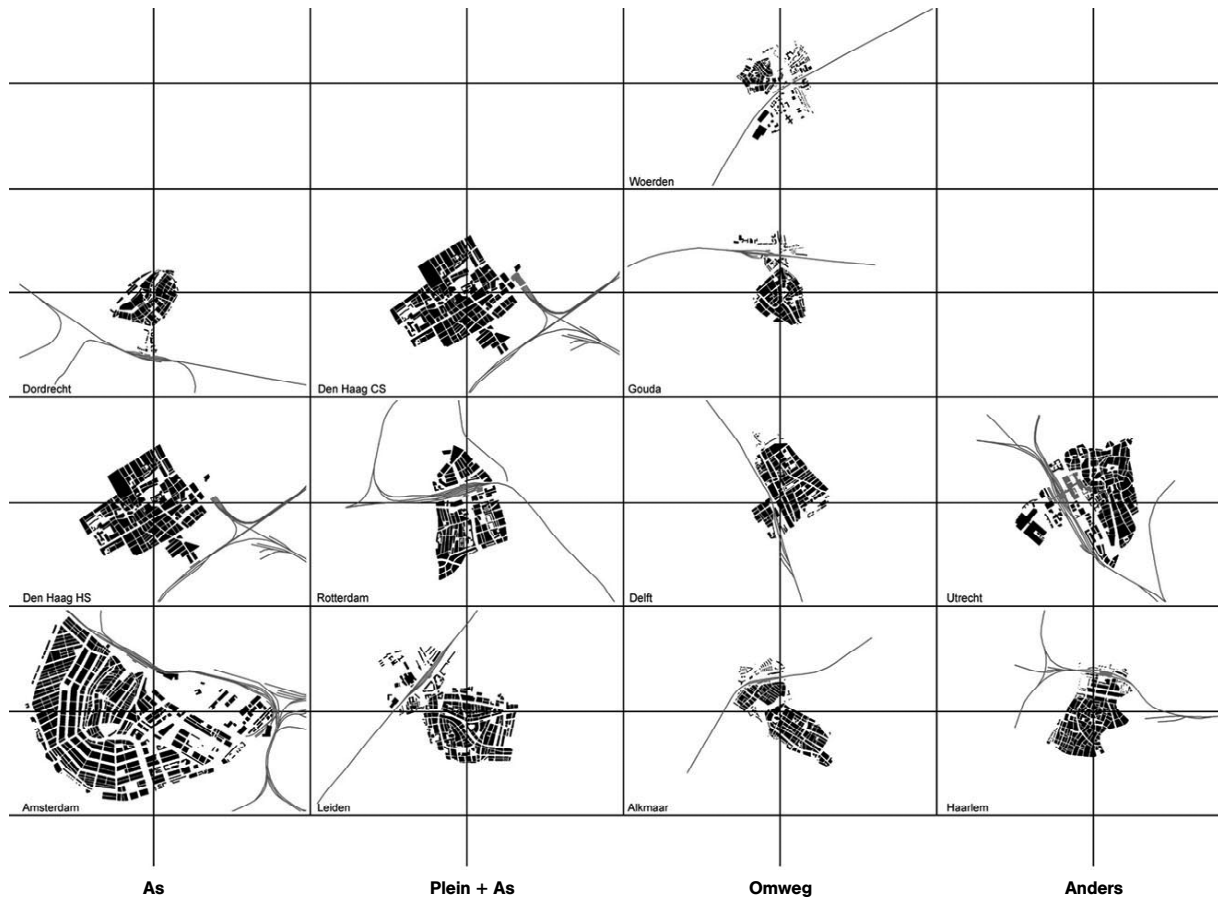 Woerden
Dordrecht
Den Haag CS
Gouda
Den Haag HS
Rotterdam
Delft
Utrecht
Amsterdam
Leiden
Alkmaar
Haarlem
As
Plein + As
Omweg
Anders